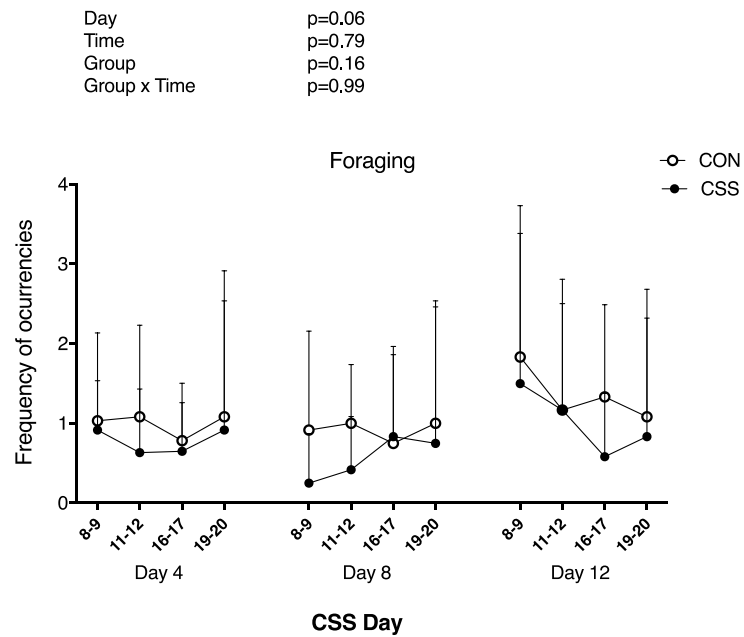 Day p=0.06
Time p=0.79
Group p=0.16
Group x Time p=0.99
Foraging
CON
CSS
Frequency of ocurrencies
4
3
2
1
0
8-9 11-12 16-17 19-20 8-9 11-12 16-17 19-20 8-9 11-12 16-17 19-20
Day 4 Day 8 Day 12
CSS Day